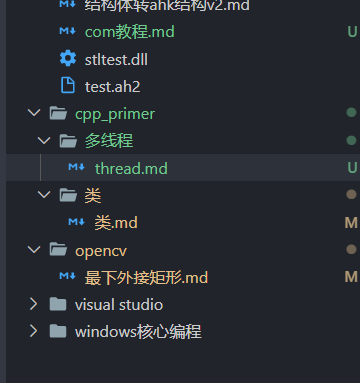 结构体转ahk结构v2.md
com教程.md U
stltest.dll
test.ah2
cpp_primer
多线程
thread.md U
类
类.md M
opencv
最下外接矩形.md M
visual studio
windows核心编程